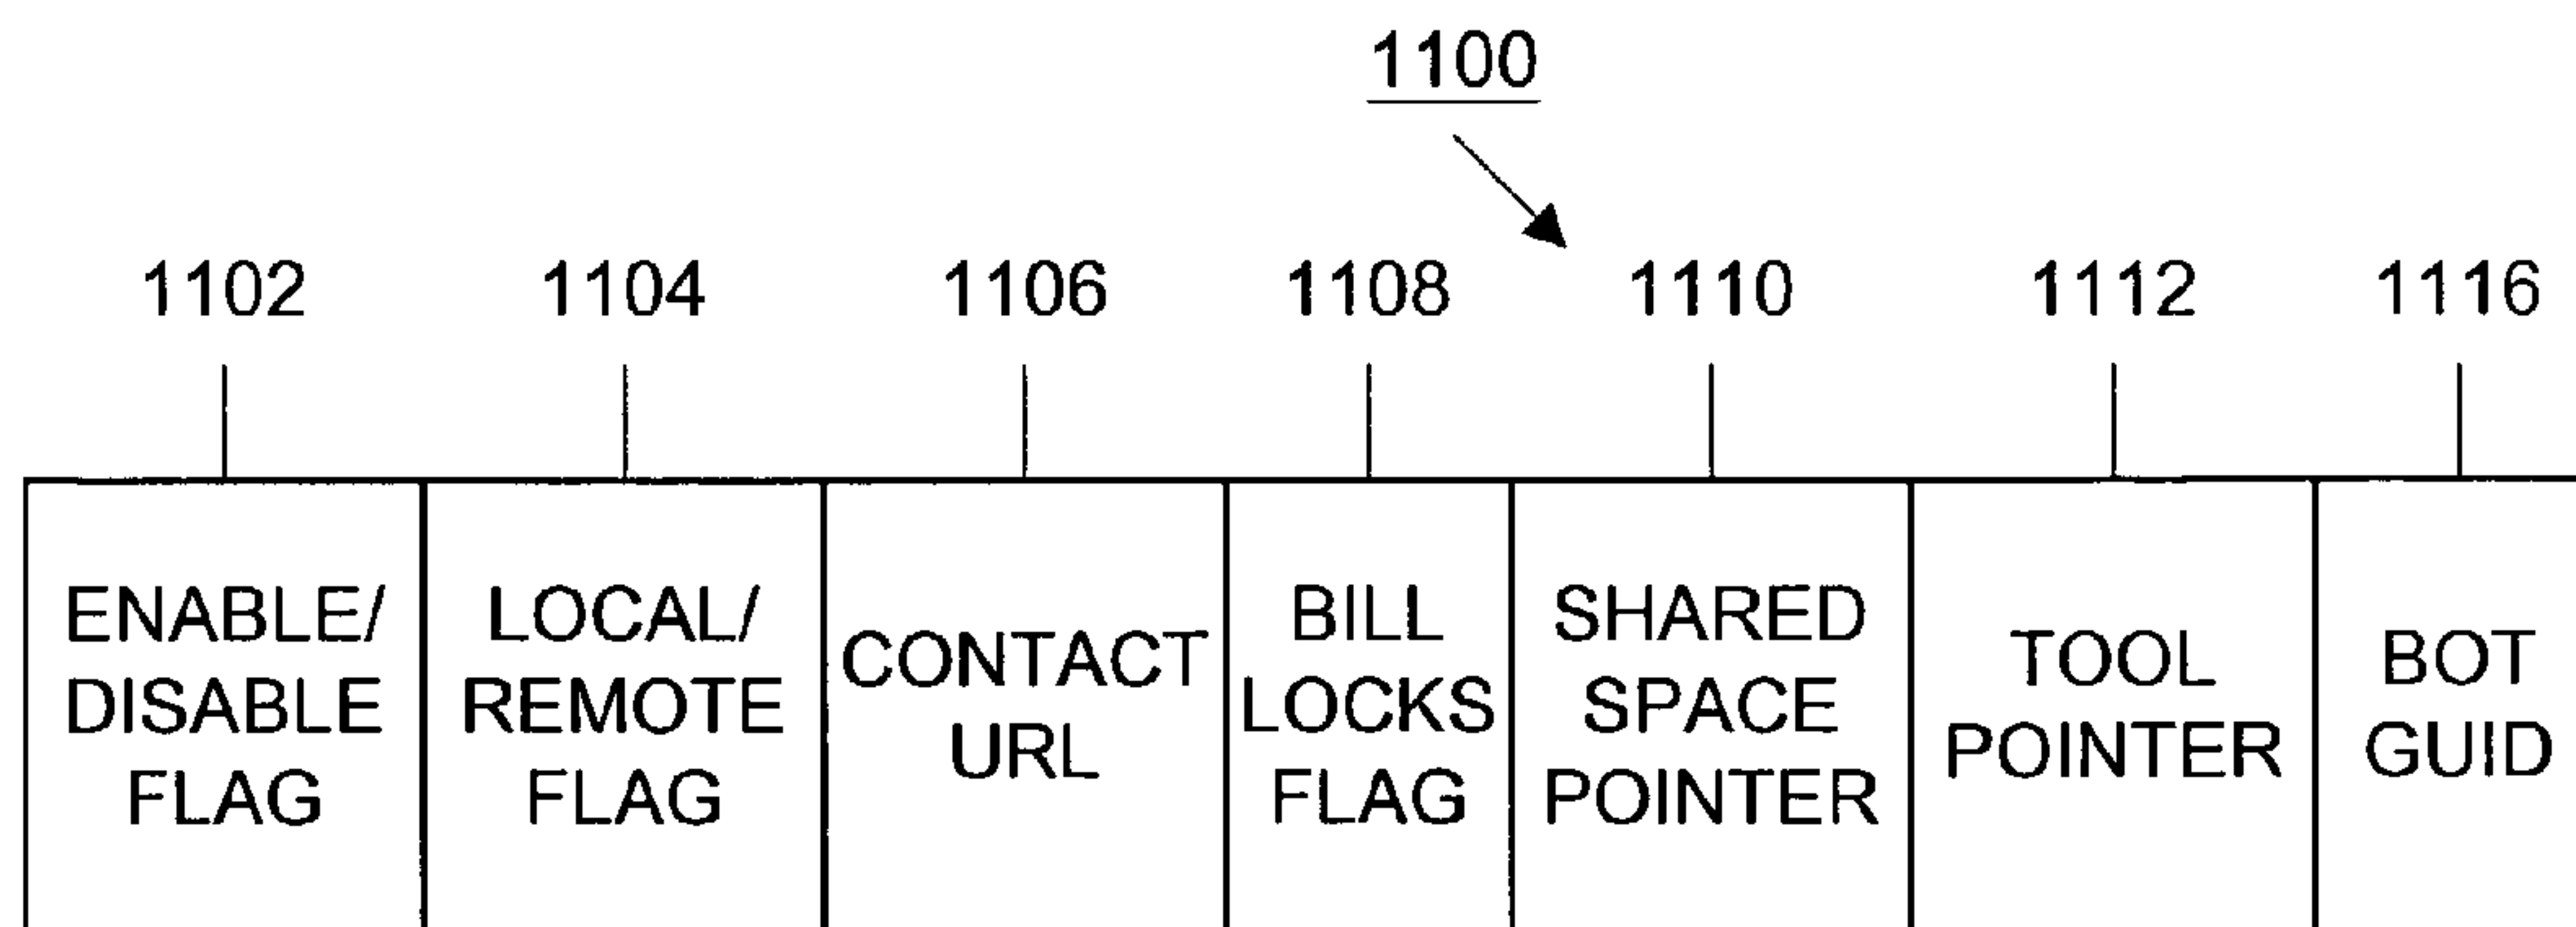 1100
1102 1104 1106 1108 1110 1112 1116
ENABLE/
DISABLE
FLAG
LOCAL/
REMOTE
FLAG
CONTACT
URL
BILL
LOCKS
FLAG
SHARED
SPACE
POINTER
TOOL
POINTER
BOT
GUID